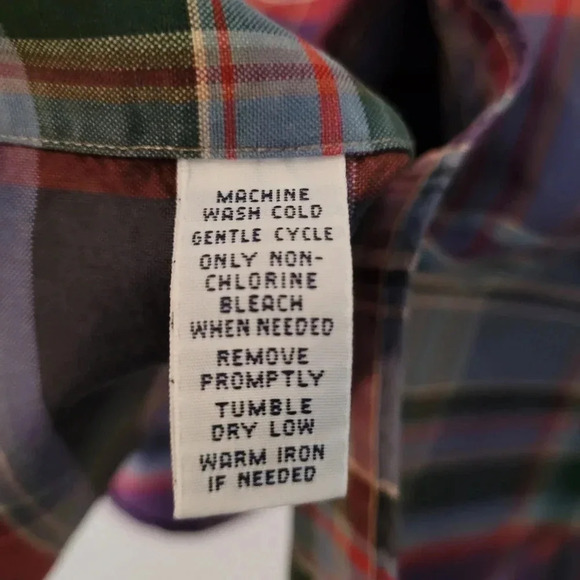 MACHINE
WASH COLD
GENTLE CYCLE
ONLY NON-
CHLORINE
BLEACH
WHEN NEEDED
REMOVE
PROMPTLY
TUMBLE
DRY LOW
WARM IRON
IF NEEDED